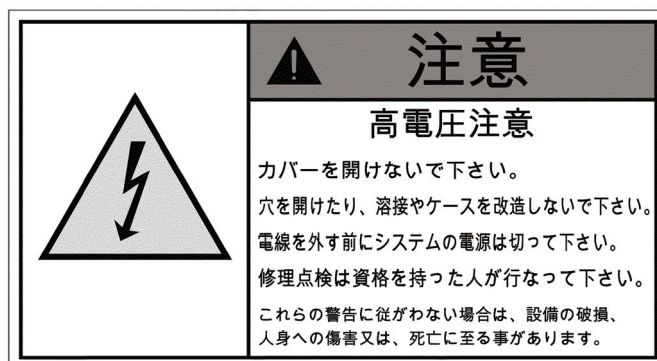 注意
高電圧注意
カバーを開けないで下さい。
穴を開けたり、溶接やケースを改造しないで下さい。
電線を外す前にシステムの電源は切って下さい。
修理点検は資格を持った人が行なって下さい。
これらの警告に従がわない場合は、設備の破損、
人身への傷害又は、死亡に至る事があります。